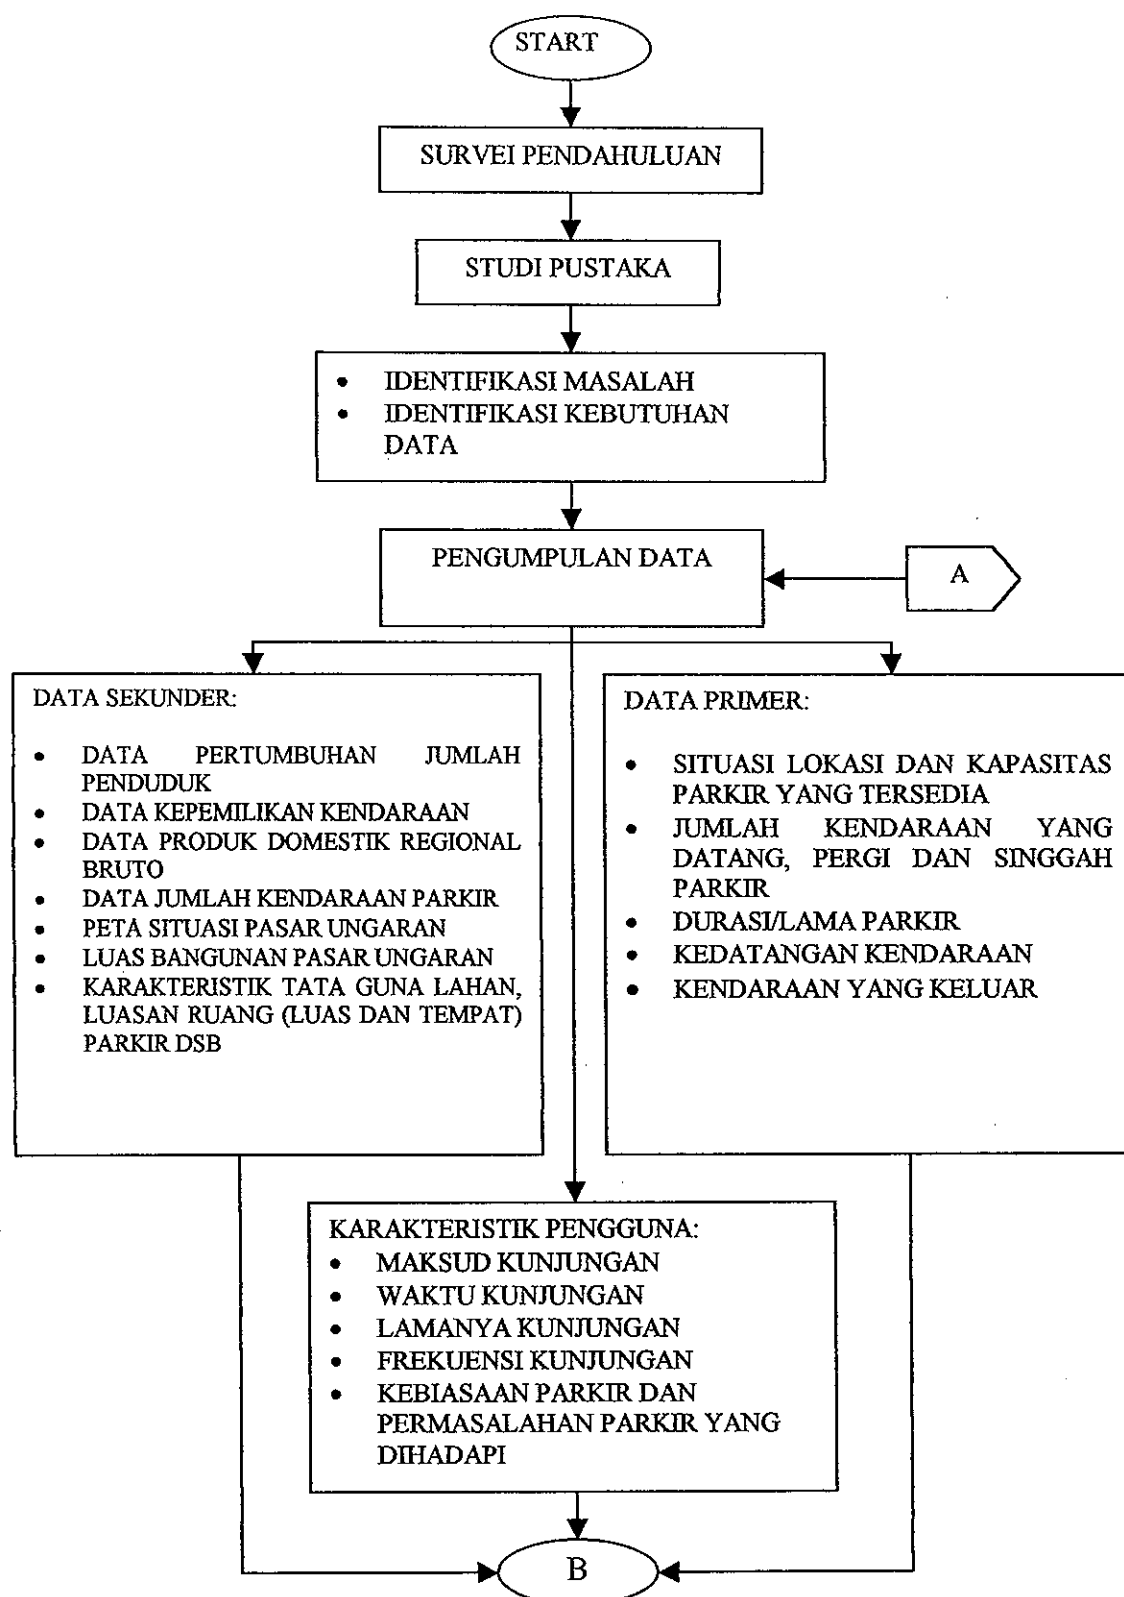 START
SURVEI PENDAHULUAN
STUDI PUSTAKA
• IDENTIFIKASI MASALAH
• IDENTIFIKASI KEBUTUHAN
DATA
PENGUMPULAN DATA
A
DATA SEKUNDER:
• DATA PERTUMBUHAN JUMLAH
PENDUDUK
• DATA KEPEMILIKAN KENDARAAN
• DATA PRODUK DOMESTIK REGIONAL
BRUTO
• DATA JUMLAH KENDARAAN PARKIR
• PETA SITUASI PASAR UNGARAN
• LUAS BANGUNAN PASAR UNGARAN
• KARAKTERISTIK TATA GUNA LAHAN,
LUASAN RUANG (LUAS DAN TEMPAT)
PARKIR DSB
DATA PRIMER:
• SITUASI LOKASI DAN KAPASITAS
PARKIR YANG TERSEDIA
• JUMLAH KENDARAAN YANG
DATANG, PERGI DAN SINGGAH
PARKIR
• DURASI/LAMA PARKIR
• KEDATANGAN KENDARAAN
• KENDARAAN YANG KELUAR
KARAKTERISTIK PENGGUNA:
• MAKSUD KUNJUNGAN
• WAKTU KUNJUNGAN
• LAMANYA KUNJUNGAN
• FREKUENSI KUNJUNGAN
• KEBIASAAN PARKIR DAN
PERMASALAHAN PARKIR YANG
DIHADAPI
B